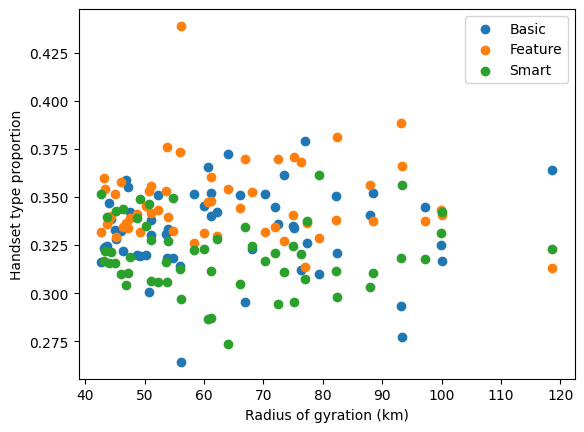 Basic
Feature
Smart
Handset type proportion
0.425
0.400
0.375
0.350
0.325
0.300
0.275
40 50 60 70 80 90 100 110 120
Radius of gyration (km)